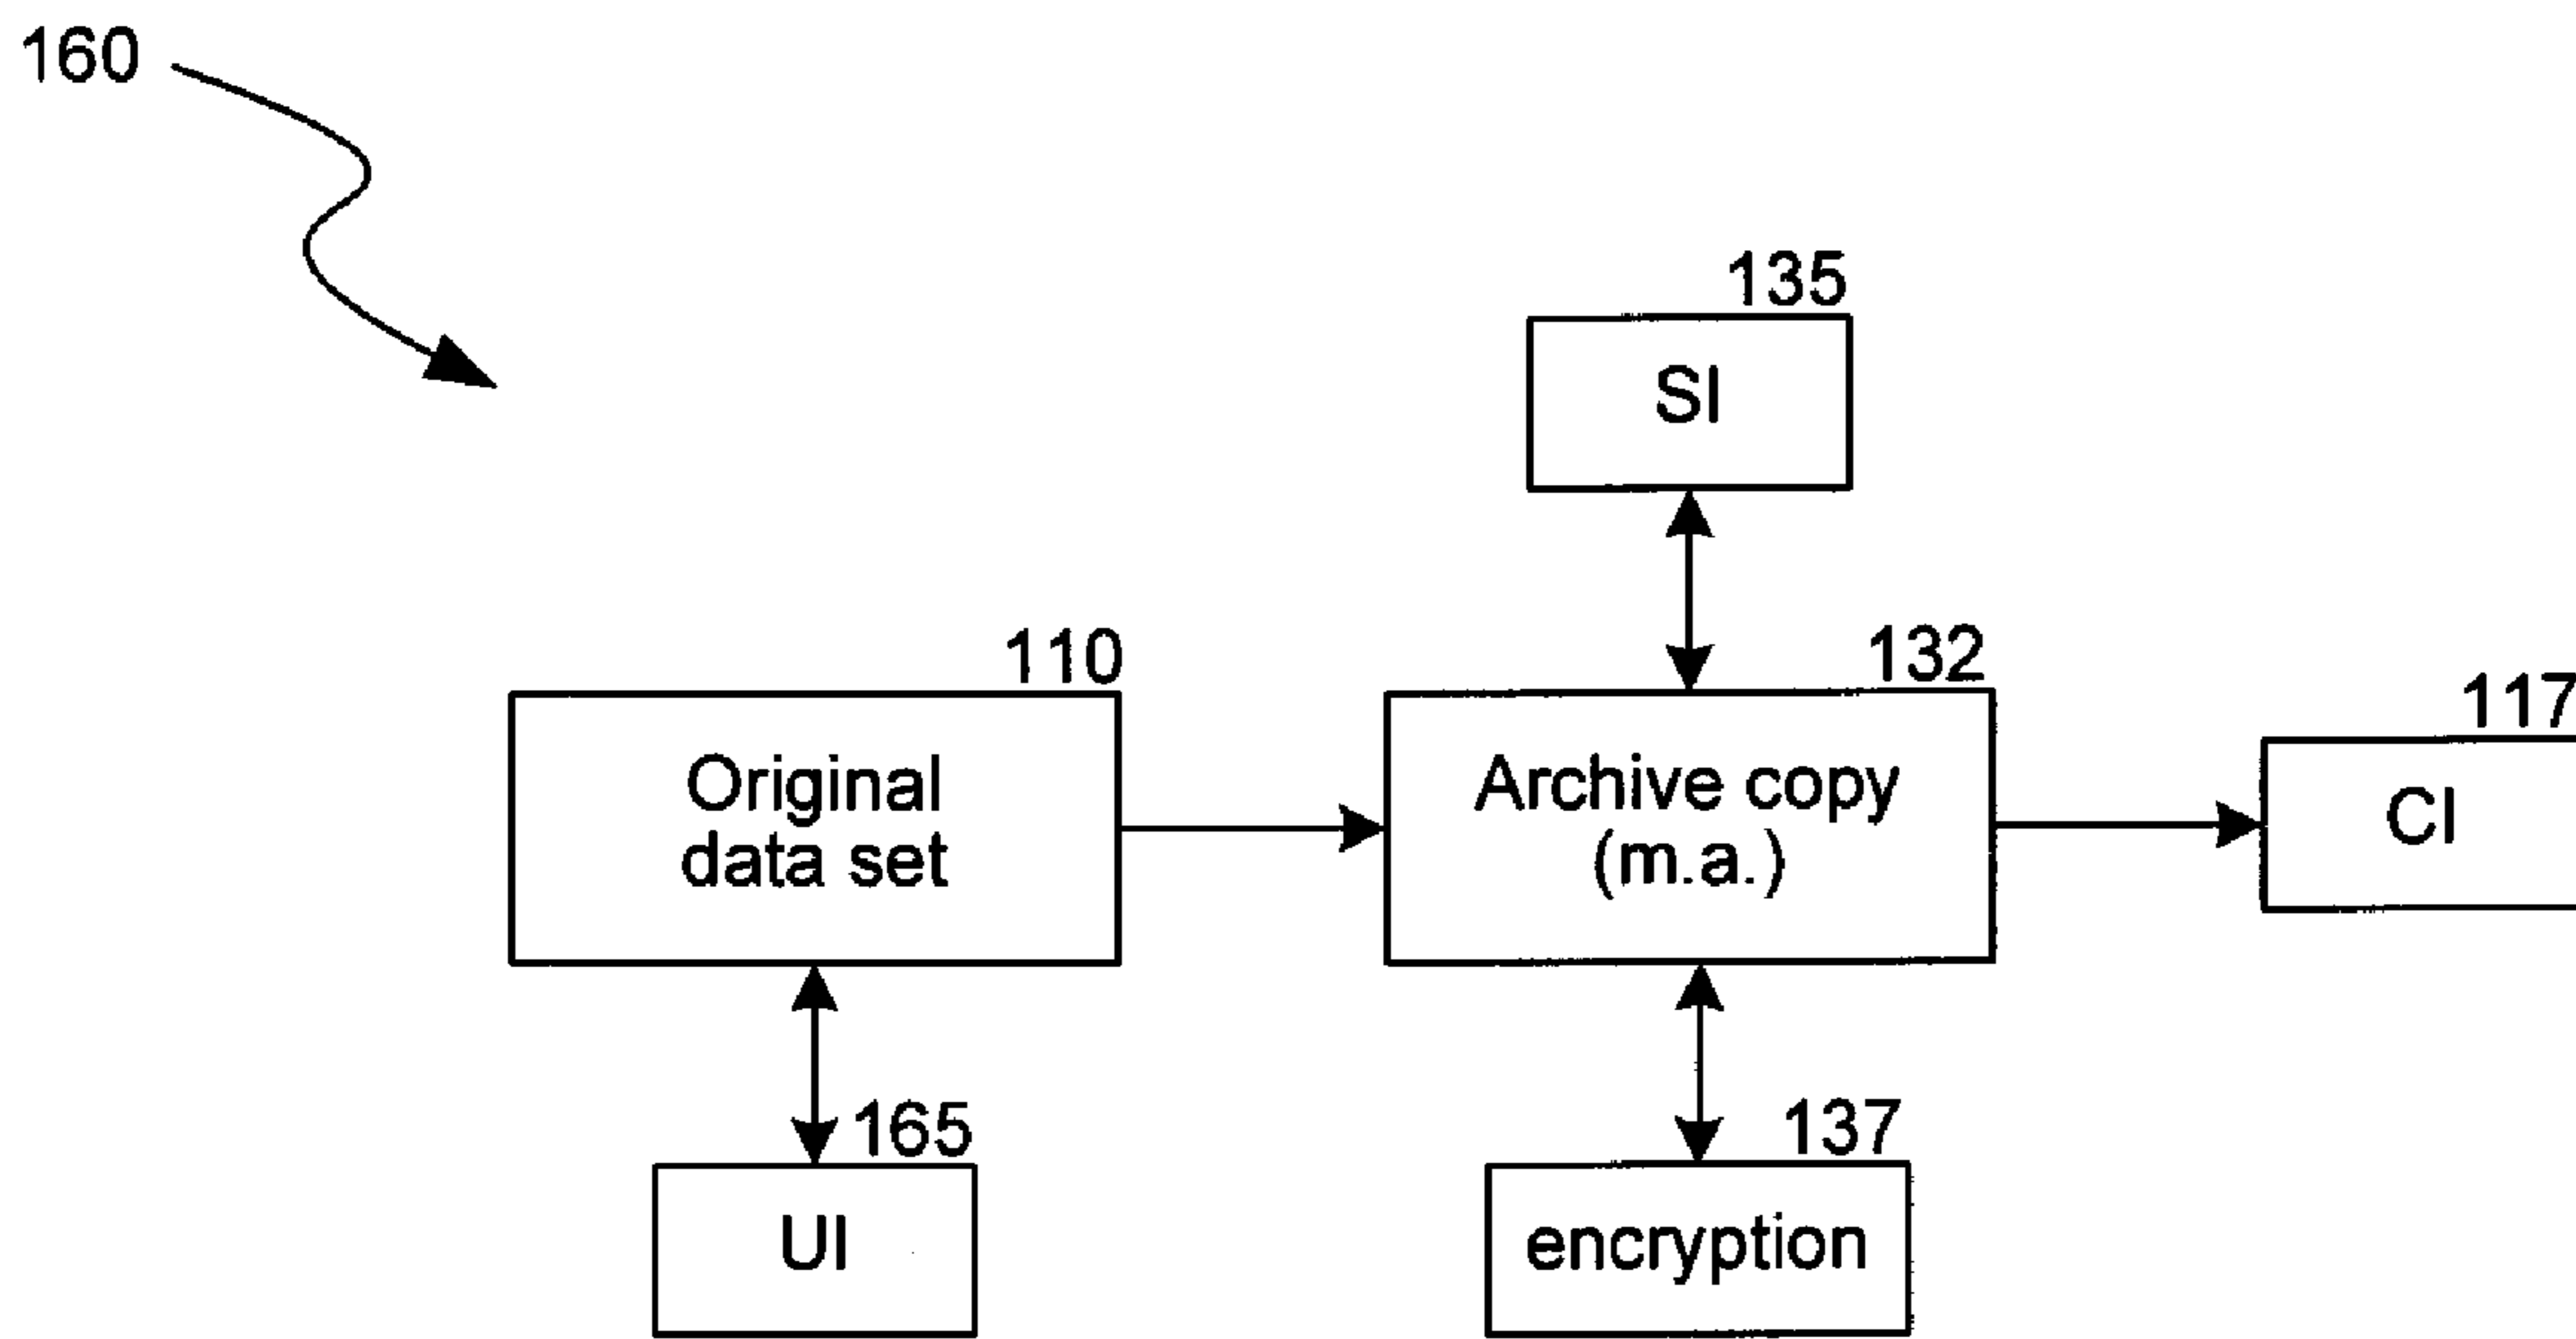 160
135
SI
110
132
117
Original
data set
Archive copy
(m.a.)
CI
165
137
UI
encryption